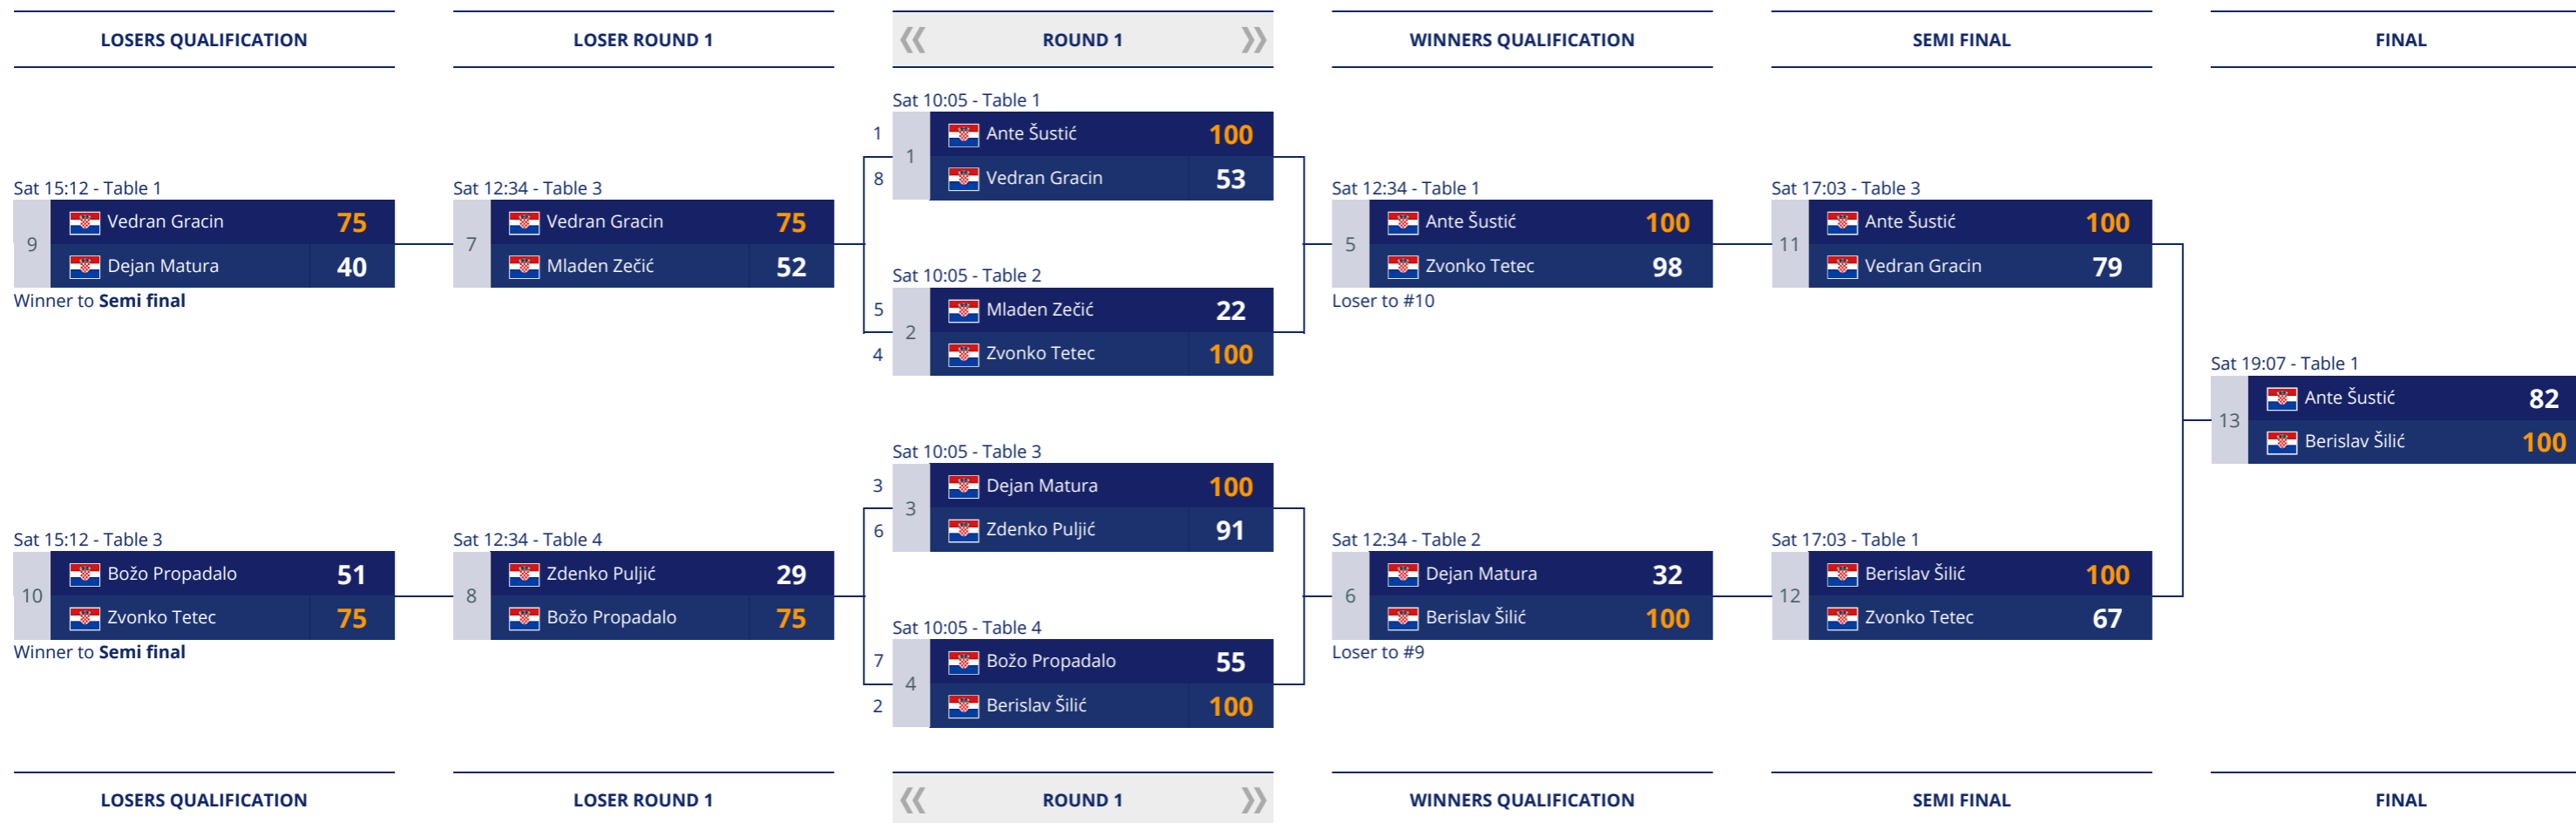 LOSERS QUALIFICATION
LOSER ROUND 1
ROUND 1
WINNERS QUALIFICATION
SEMI FINAL
FINAL
Sat 15:12 - Table 1
9
Vedran Gracin 75
Dejan Matura 40
Winner to Semi final
Sat 15:12 - Table 3
10
Božo Propadalo 51
Zvonko Tetec 75
Winner to Semi final
Sat 12:34 - Table 3
7
Vedran Gracin 75
Mladen Zečić 52
Sat 12:34 - Table 4
8
Zdenko Puljić 29
Božo Propadalo 75
Sat 10:05 - Table 1
1
1 Ante Šustić 100
8 Vedran Gracin 53
Sat 10:05 - Table 2
2
5 Mladen Zečić 22
4 Zvonko Tetec 100
Sat 10:05 - Table 3
3
3 Dejan Matura 100
6 Zdenko Puljić 91
Sat 10:05 - Table 4
4
7 Božo Propadalo 55
2 Berislav Šilić 100
Sat 12:34 - Table 1
5
Ante Šustić 100
Zvonko Tetec 98
Loser to #10
Sat 12:34 - Table 2
6
Dejan Matura 32
Berislav Šilić 100
Loser to #9
Sat 17:03 - Table 3
11
Ante Šustić 100
Vedran Gracin 79
Sat 17:03 - Table 1
12
Berislav Šilić 100
Zvonko Tetec 67
Sat 19:07 - Table 1
13
Ante Šustić 82
Berislav Šilić 100
LOSERS QUALIFICATION
LOSER ROUND 1
ROUND 1
WINNERS QUALIFICATION
SEMI FINAL
FINAL